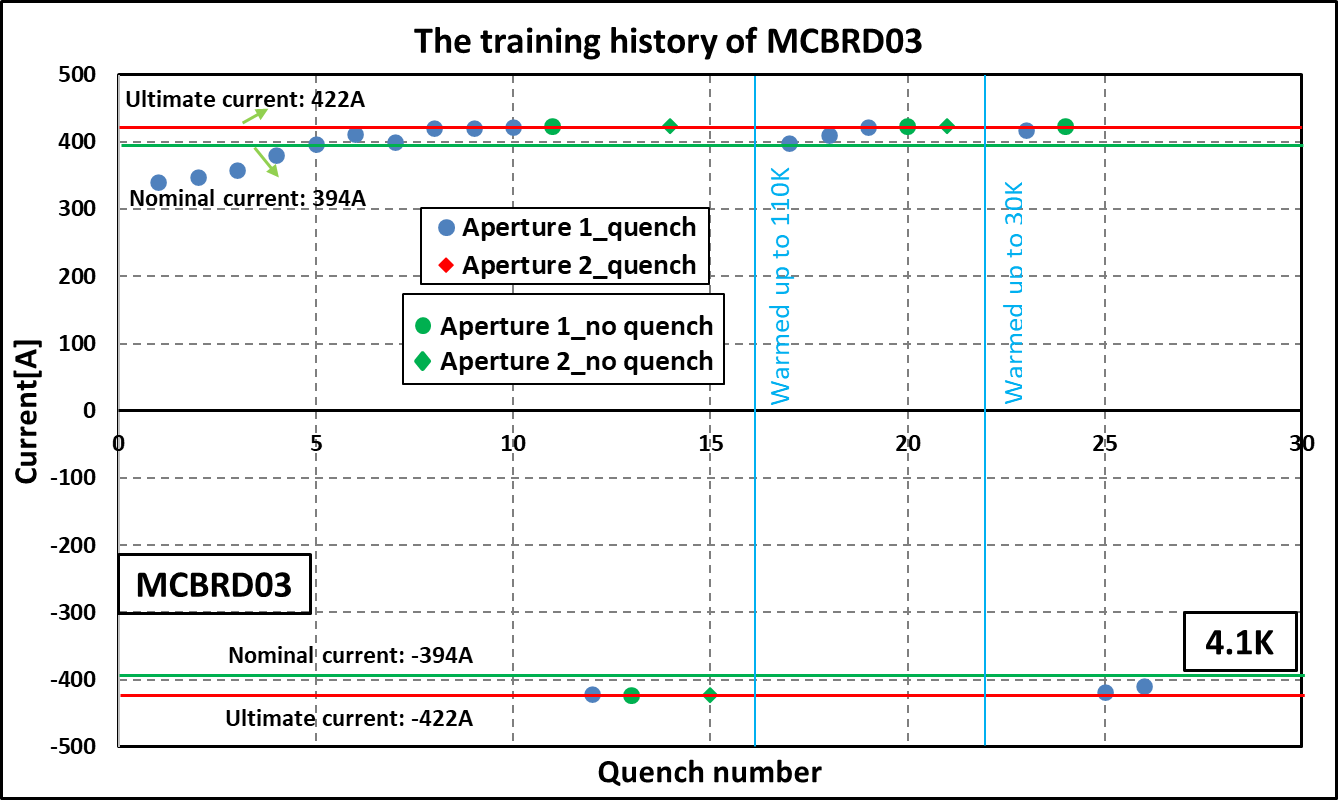 The training history of MCBRD03
500
Ultimate current: 422A
400
Nominal current: 394A
300
Aperture 1_quench
Aperture 2_quench
200
Aperture 1_no quench
Aperture 2_no quench
100
Warmed up to 110K
Warmed up to 30K
0
0 5 10 15 20 25 30
Current[A]
-100
-200
MCBRD03
-300
4.1K
Nominal current: -394A
-400
Ultimate current: -422A
-500
Quench number